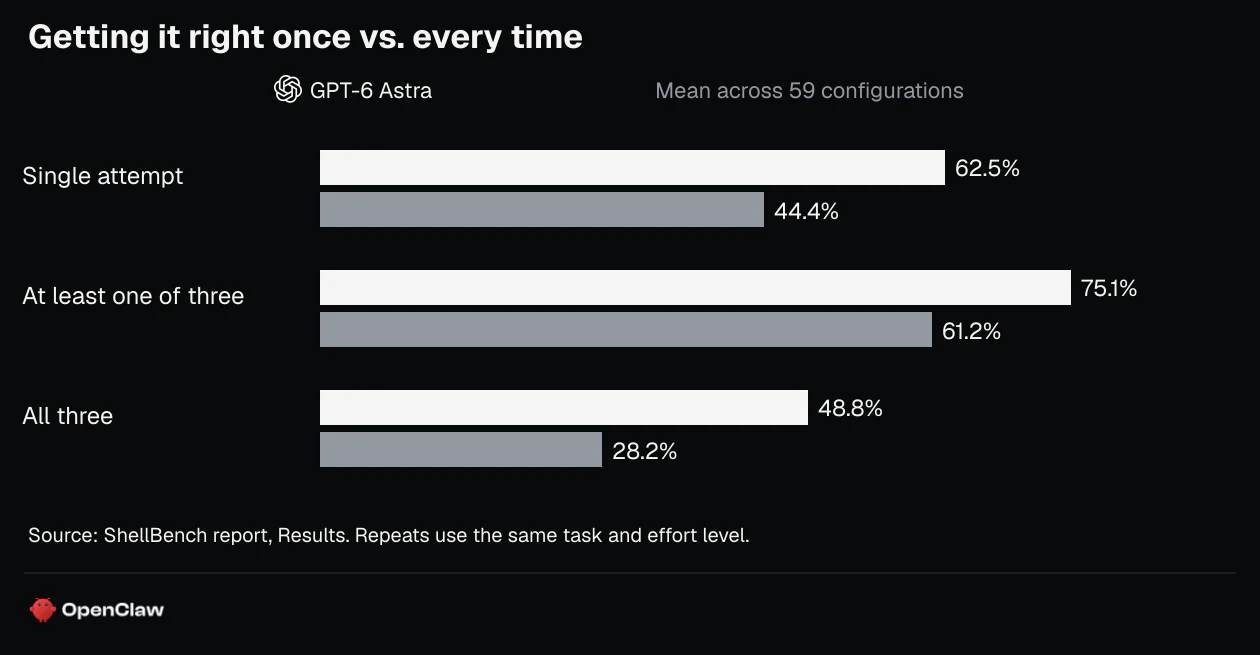 Getting it right once vs. every time
GPT-6 Astra
Mean across 59 configurations
Single attempt
62.5%
44.4%
At least one of three
75.1%
61.2%
All three
48.8%
28.2%
Source: ShellBench report, Results. Repeats use the same task and effort level.
OpenClaw